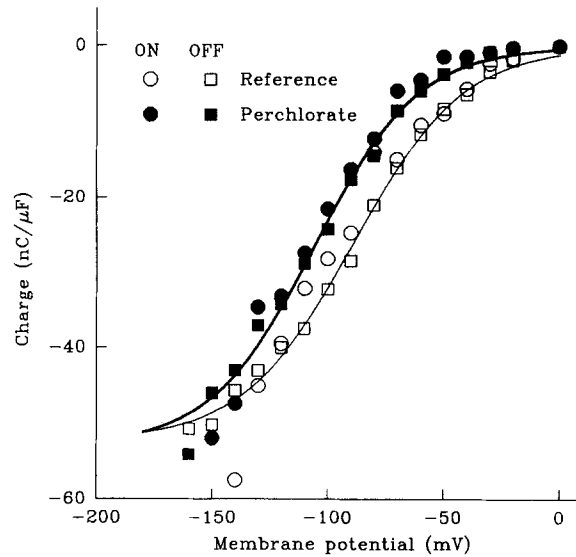 0
ON OFF
Reference
Perchlorate
-20
-40
-60
Charge (nC/μF)
-200 -150 -100 -50 0
Membrane potential (mV)